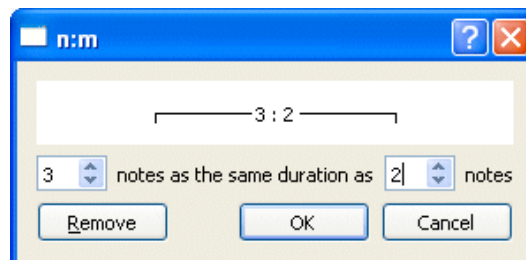 n:m
3 : 2
3 notes as the same duration as 2 notes
Remove OK Cancel